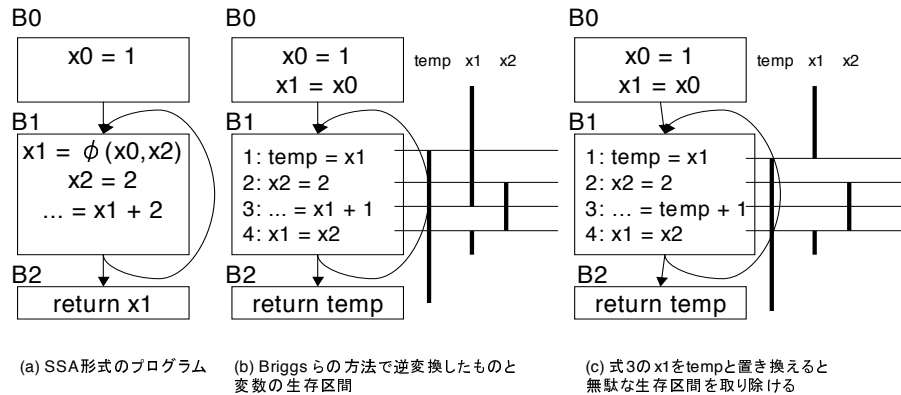 B0
x0 = 1
B1
x1 = φ(x0,x2)
x2 = 2
... = x1 + 2
B2
return x1
(a) SSA形式のプログラム
B0
x0 = 1
x1 = x0
temp x1 x2
B1
1: temp = x1
2: x2 = 2
3: ... = x1 + 1
4: x1 = x2
B2
return temp
(b) Briggs らの方法で逆変換したものと
変数の生存区間
B0
x0 = 1
x1 = x0
temp x1 x2
B1
1: temp = x1
2: x2 = 2
3: ... = temp + 1
4: x1 = x2
B2
return temp
(c) 式3のx1をtempと置き換えると
無駄な生存区間を取り除ける